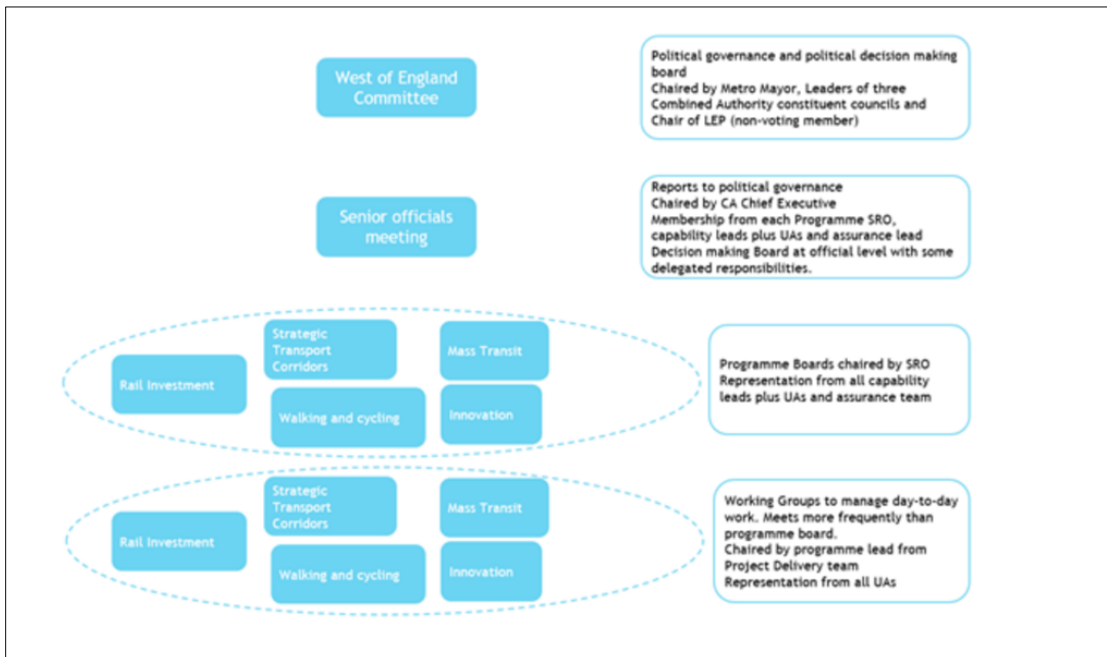 West of England
Committee
Political governance and political decision making
board
Chaired by Metro Mayor, Leaders of three
Combined Authority constituent councils and
Chair of LEP (non-voting member)
Senior officials
meeting
Reports to political governance
Chaired by CA Chief Executive
Membership from each Programme SRO,
capability leads plus UAs and assurance lead
Decision making Board at official level with some
delegated responsibilities.
Rail Investment
Strategic
Transport
Corridors
Mass Transit
Walking and cycling
Innovation
Programme Boards chaired by SRO
Representation from all capability
leads plus UAs and assurance team
Rail Investment
Strategic
Transport
Corridors
Mass Transit
Walking and cycling
Innovation
Working Groups to manage day-to-day
work. Meets more frequently than
programme board.
Chaired by programme lead from
Project Delivery team
Representation from all UAs